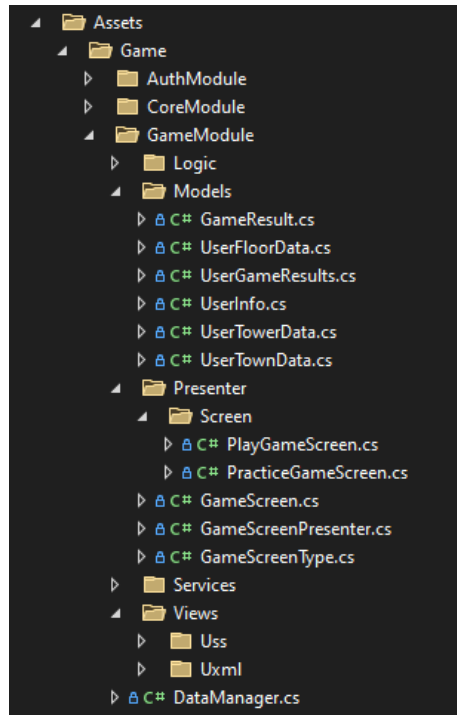 Assets
Game
AuthModule
CoreModule
GameModule
Logic
Models
C# GameResult.cs
C# UserFloorData.cs
C# UserGameResults.cs
C# UserInfo.cs
C# UserTowerData.cs
C# UserTownData.cs
Presenter
Screen
C# PlayGameScreen.cs
C# PracticeGameScreen.cs
C# GameScreen.cs
C# GameScreenPresenter.cs
C# GameScreenType.cs
Services
Views
Uss
Uxml
C# DataManager.cs